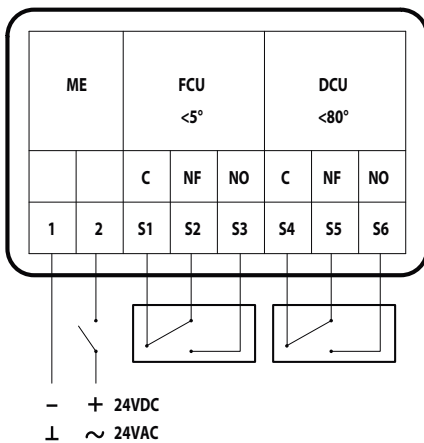 ME FCU DCU
<5° <80°
C NF NO C NF NO
1 2 S1 S2 S3 S4 S5 S6
− + 24VDC
⊥ ~ 24VAC